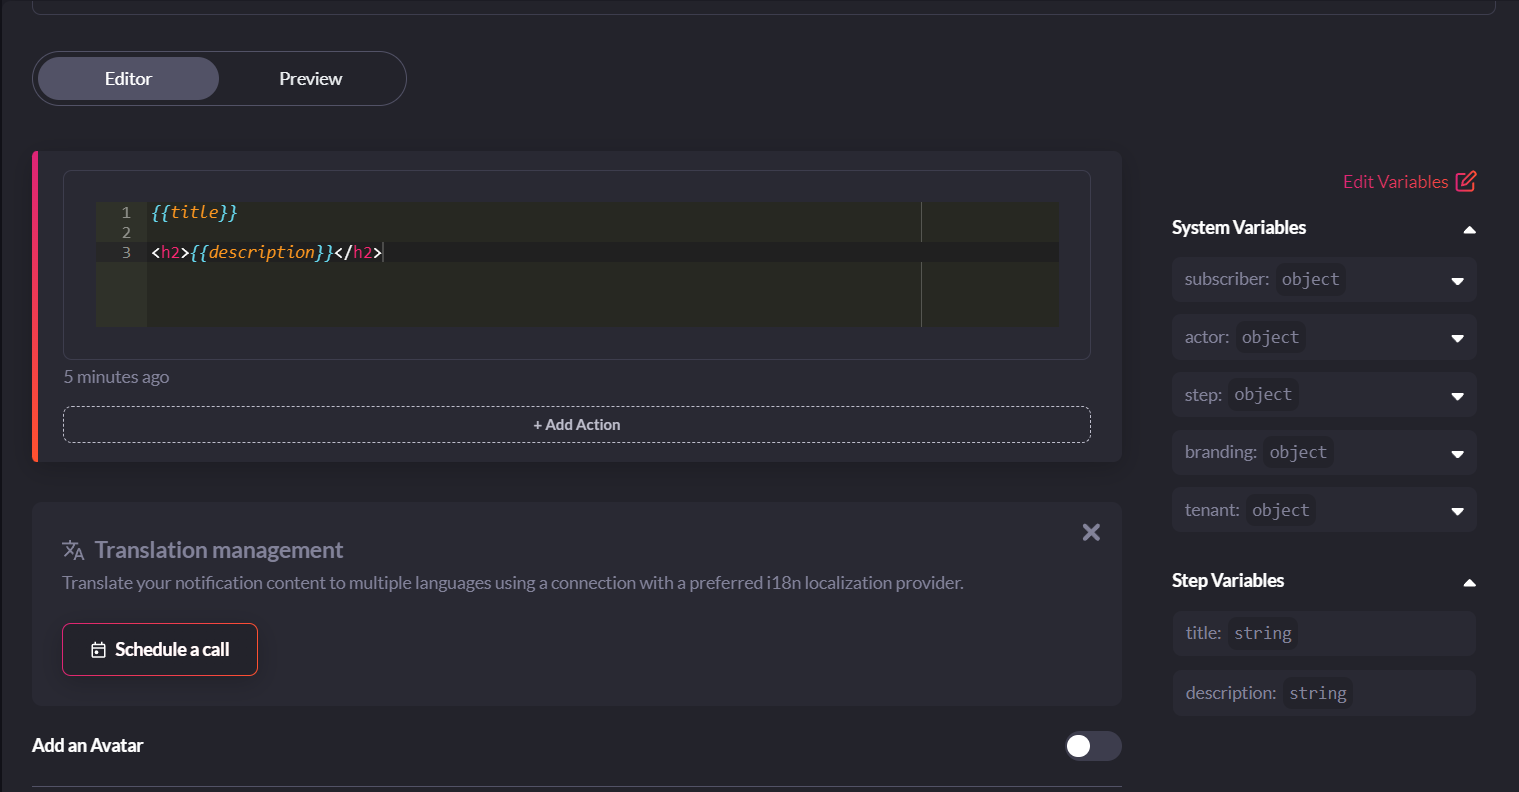 Editor Preview
1 {{title}}
2
3 <h2>{{description}}</h2>
5 minutes ago
+ Add Action
Translation management
Translate your notification content to multiple languages using a connection with a preferred i18n localization provider.
Schedule a call
Add an Avatar
Edit Variables
System Variables
subscriber: object
actor: object
step: object
branding: object
tenant: object
Step Variables
title: string
description: string